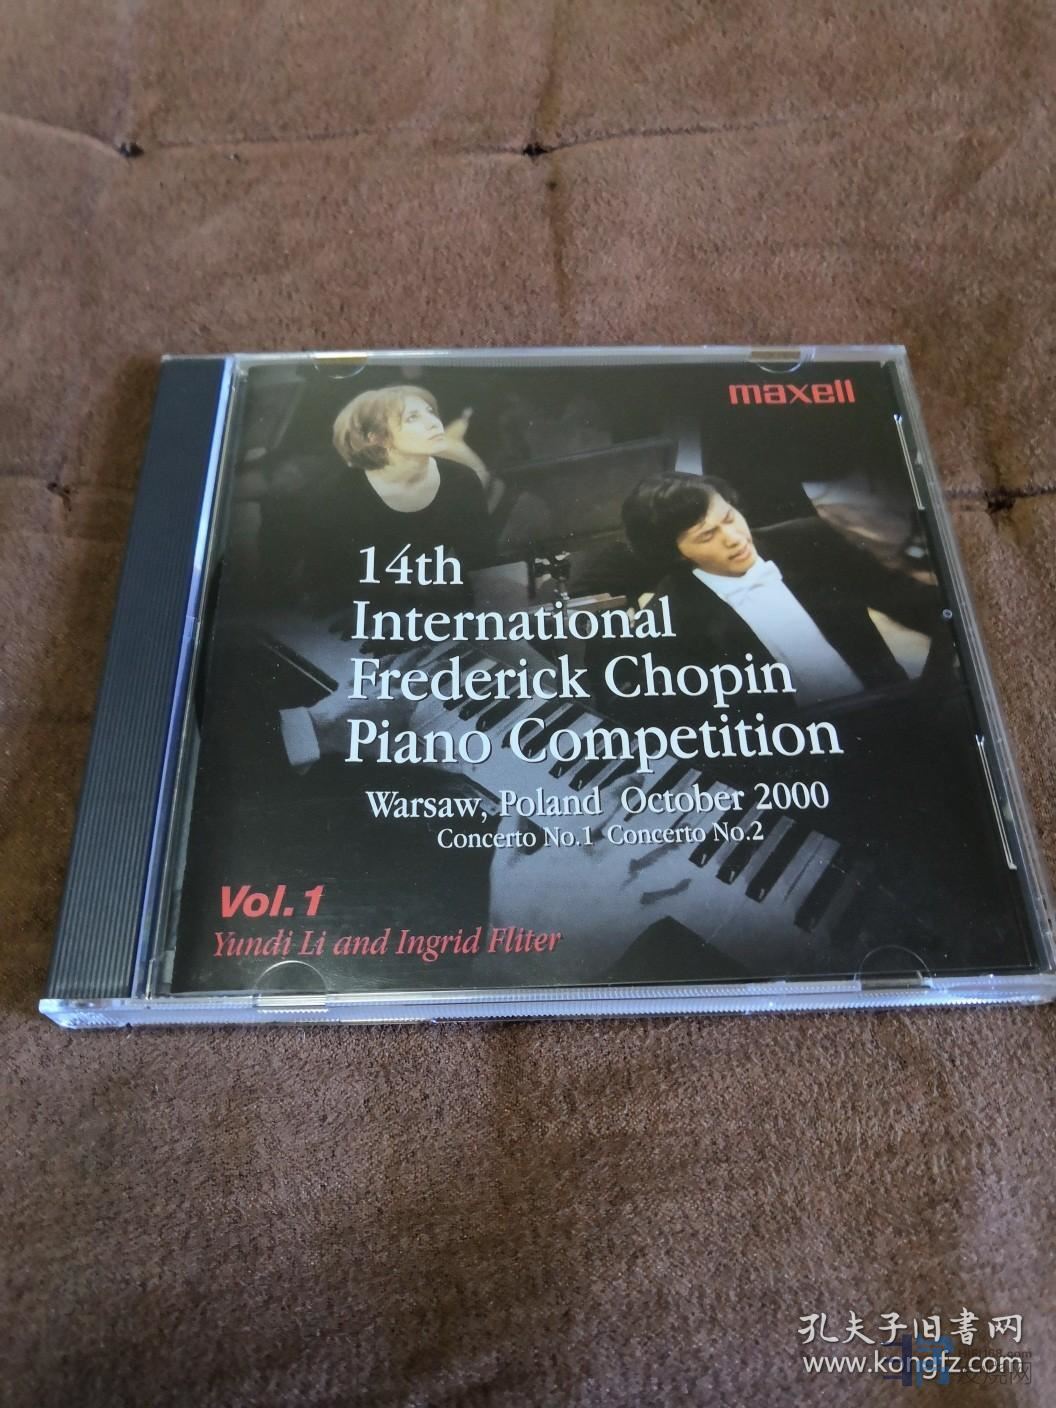 maxell
14th
International
Frederick Chopin
Piano Competition
Warsaw, Poland October 2000
Concerto No.1 Concerto No.2
Vol.1
Yundi Li and Ingrid Fliter
孔夫子旧书网
www.kongfz.com